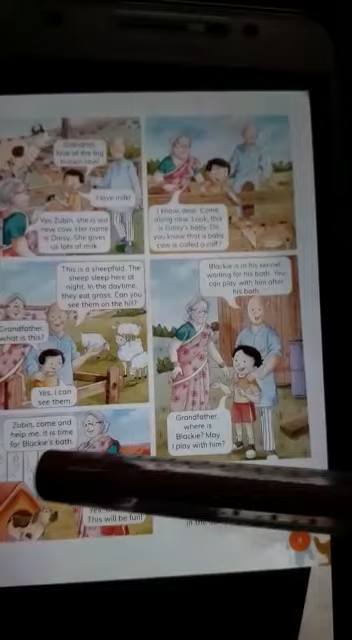 Grandma,
look at the big
brown cow!
I love milk!
Yes Zubin, she is our
new cow. Her name
is Daisy. She gives
us lots of milk.
I know, dear. Come
along now. Look, this
is Daisy's baby. Do
you know that a baby
cow is called a calf?
This is a sheepfold. The
sheep sleep here at
night. In the daytime,
they eat grass. Can you
see them on the hill?
Grandfather,
what is this?
Yes, I can
see them.
Blackie is in his kennel,
waiting for his bath. You
can play with him after
his bath.
Grandfather,
where is
Blackie? May
I play with him?
Zubin, come and
help me, it is time
for Blackie's bath.
This will be fun!
in the